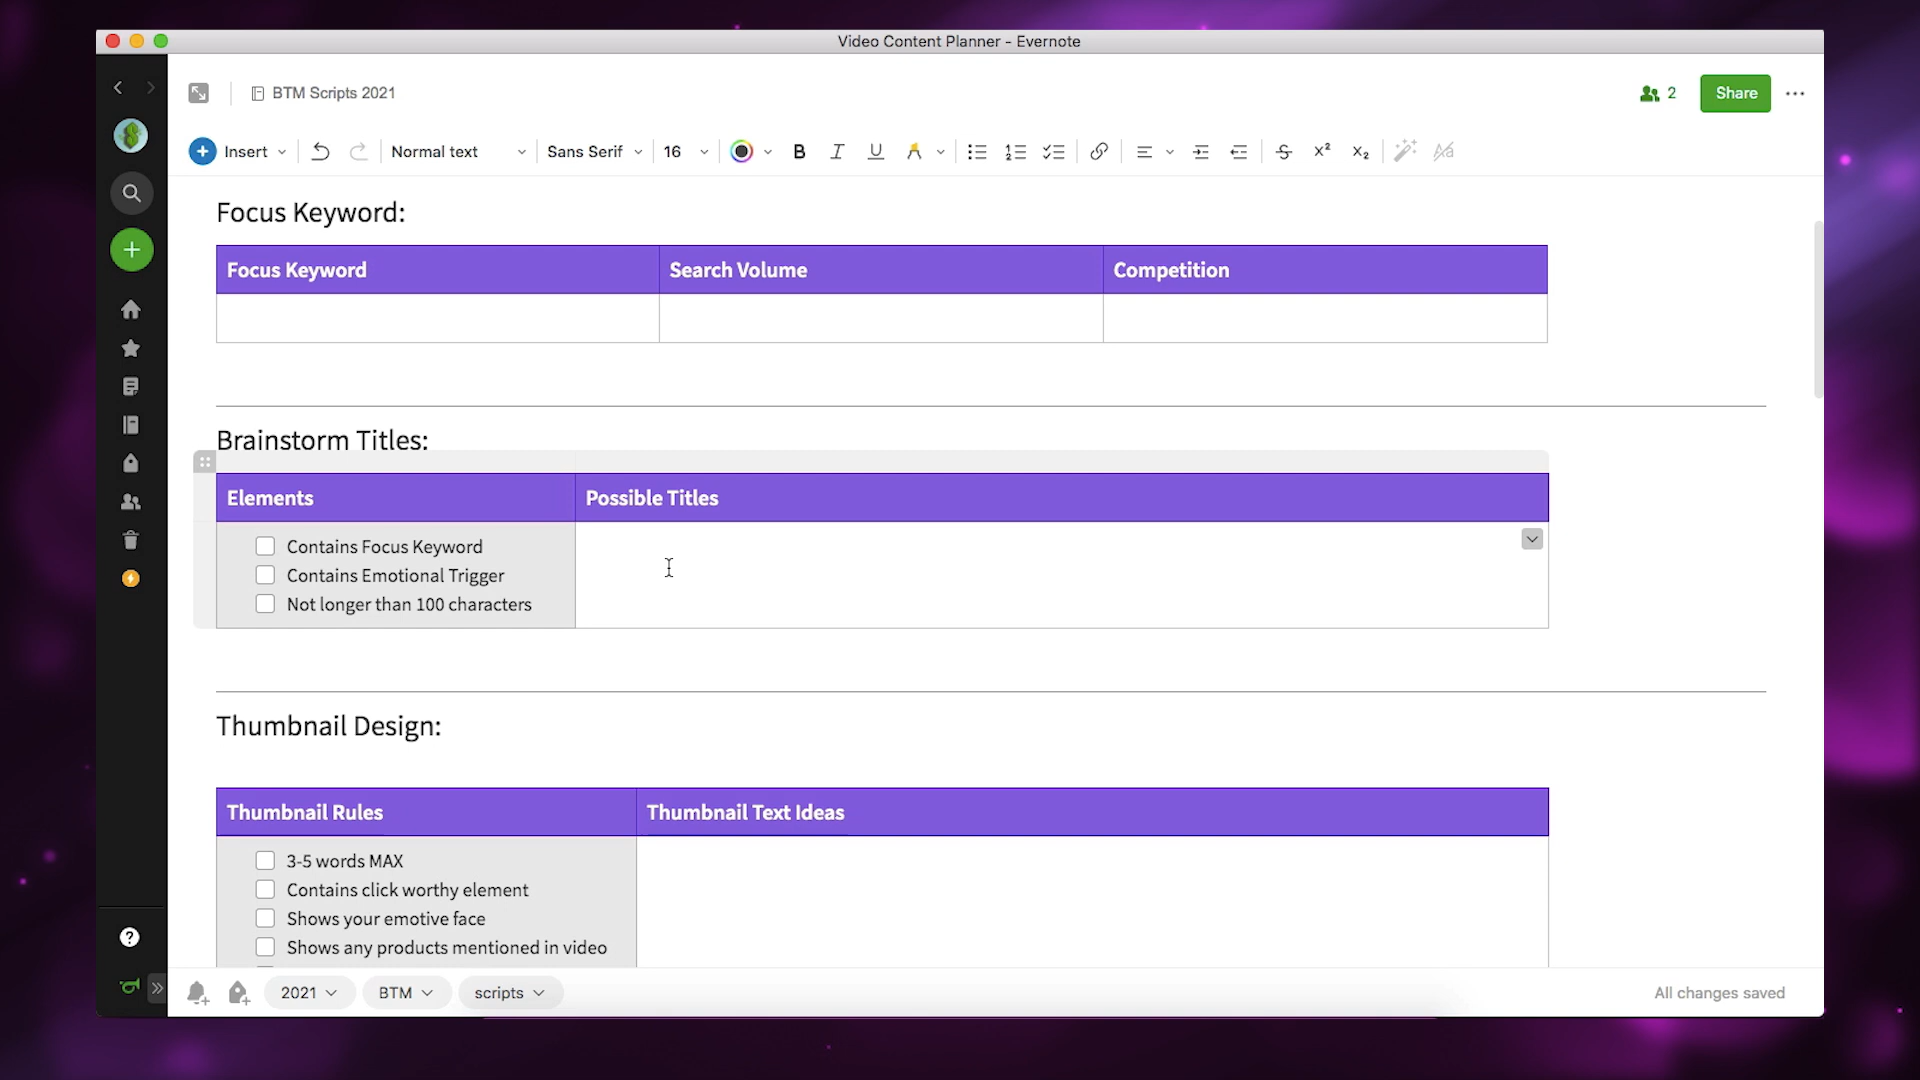 Video Content Planner - Evernote
BTM Scripts 2021
2
Share
Insert
Normal text
Sans Serif
16
Focus Keyword:
Focus Keyword Search Volume Competition
Brainstorm Titles:
Elements Possible Titles
Contains Focus Keyword
Contains Emotional Trigger
Not longer than 100 characters
Thumbnail Design:
Thumbnail Rules Thumbnail Text Ideas
3-5 words MAX
Contains click worthy element
Shows your emotive face
Shows any products mentioned in video
2021
BTM
scripts
All changes saved